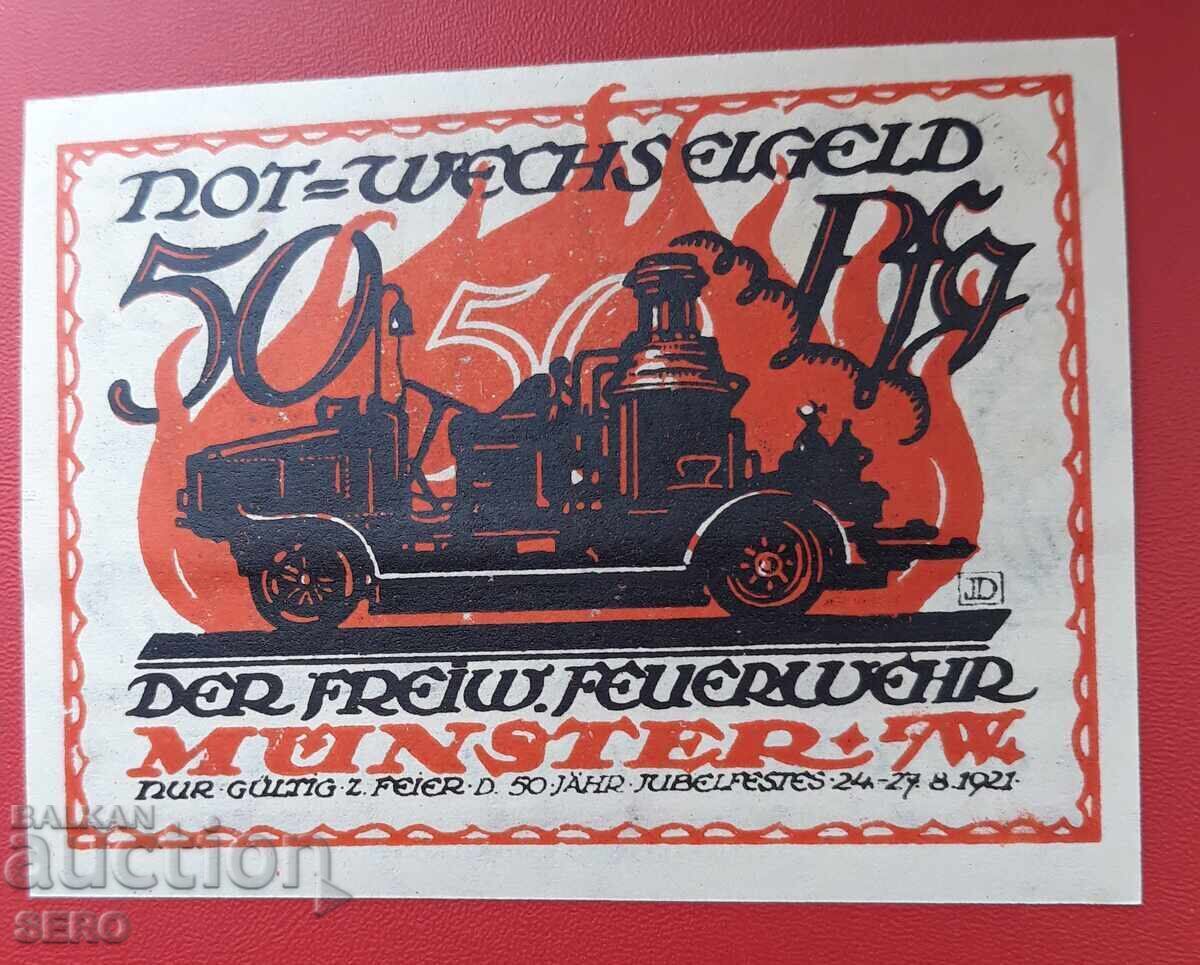 NOT=WECHSELGELD
50 Pfg
50
JD
DER FREIW. FEUERWEHR
MÜNSTER i/W.
NUR · GÜLTIG · Z. FEIER · D. 50 · JÄHR · JUBELFESTES · 24.-27.8.1921 ·
BALKAN
auction
SERO